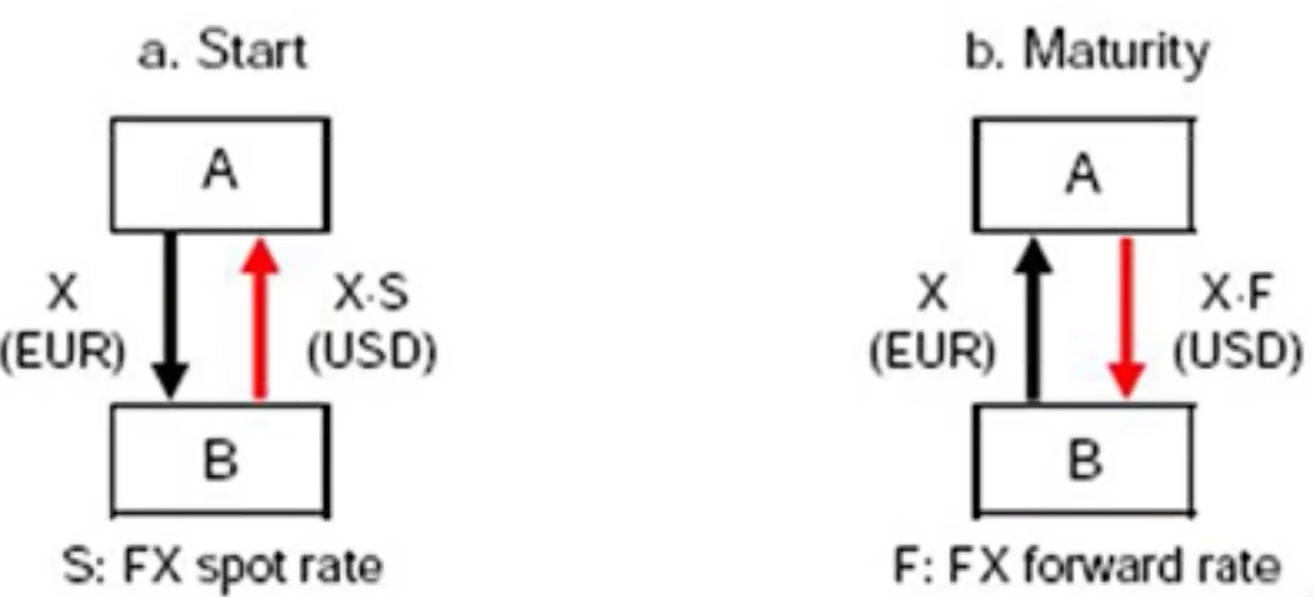 a. Start
b. Maturity
A
A
X
(EUR)
X·S
(USD)
X
(EUR)
X·F
(USD)
B
B
S: FX spot rate
F: FX forward rate